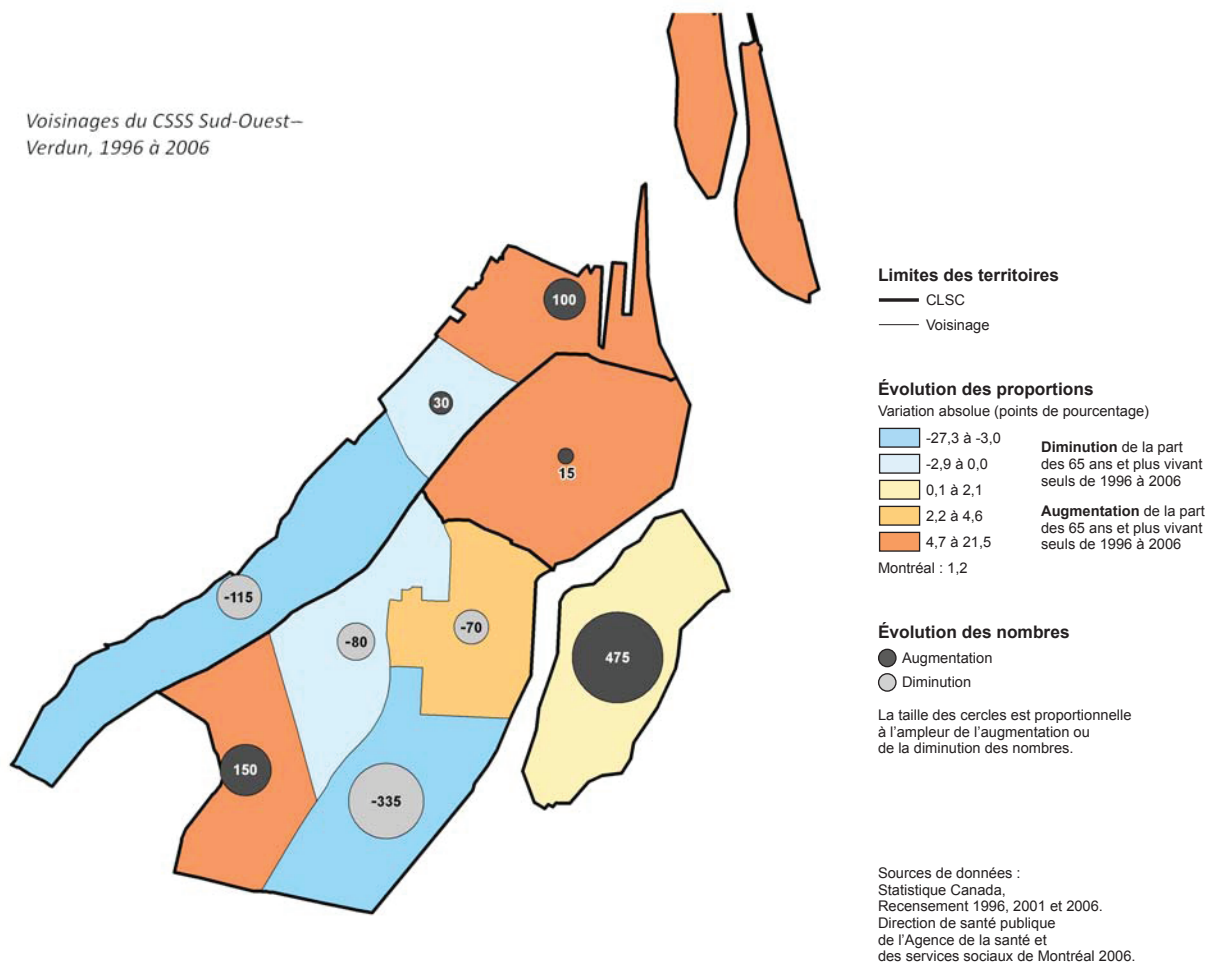 Voisinages du CSSS Sud-Ouest–
Verdun, 1996 à 2006
100
30
15
-115
-80
-70
475
150
-335
Limites des territoires
CLSC
Voisinage
Évolution des proportions
Variation absolue (points de pourcentage)
-27,3 à -3,0
-2,9 à 0,0
0,1 à 2,1
2,2 à 4,6
4,7 à 21,5
Diminution de la part
des 65 ans et plus vivant
seuls de 1996 à 2006
Augmentation de la part
des 65 ans et plus vivant
seuls de 1996 à 2006
Montréal : 1,2
Évolution des nombres
Augmentation
Diminution
La taille des cercles est proportionnelle
à l'ampleur de l'augmentation ou
de la diminution des nombres.
Sources de données :
Statistique Canada,
Recensement 1996, 2001 et 2006.
Direction de santé publique
de l'Agence de la santé et
des services sociaux de Montréal 2006.